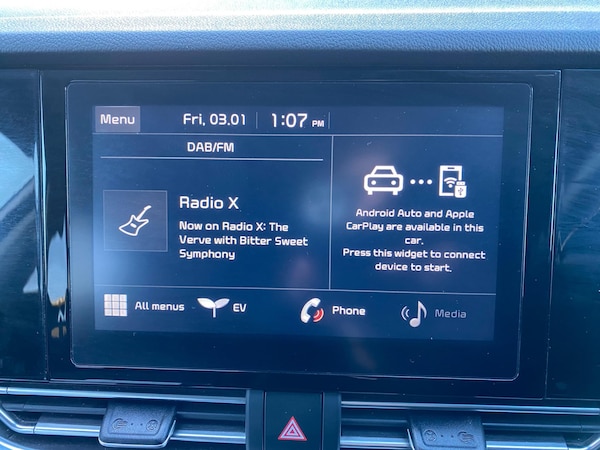 Menu
Fri, 03.01
1:07 PM
DAB/FM
Radio X
Now on Radio X: The
Verve with Bitter Sweet
Symphony
Android Auto and Apple
CarPlay are available in this
car.
Press this widget to connect
device to start.
All menus
EV
Phone
Media